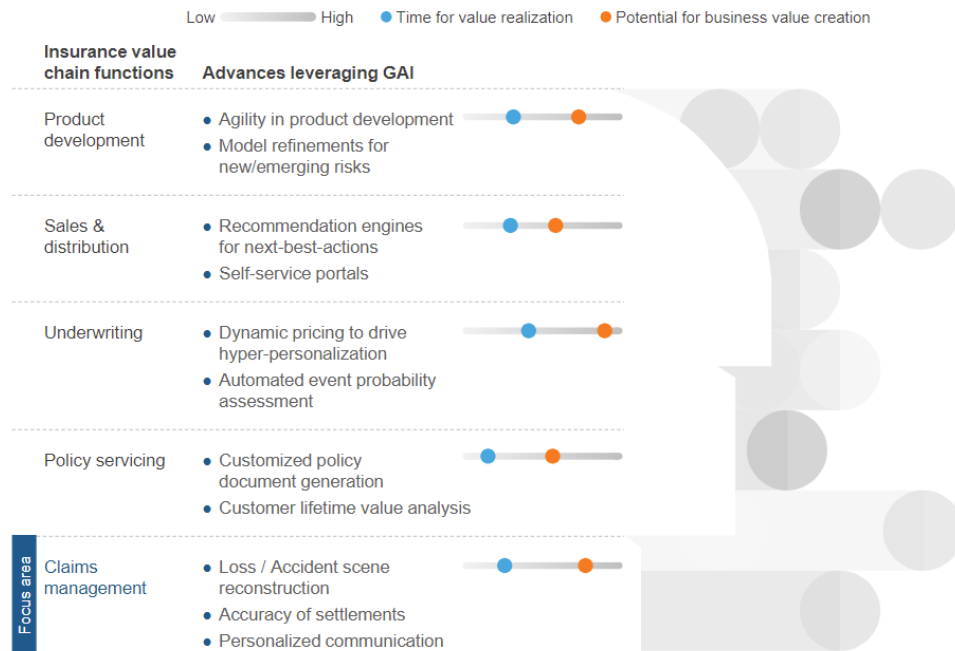 Low High Time for value realization Potential for business value creation
Insurance value
chain functions
Advances leveraging GAI
Product
development
Agility in product development
Model refinements for
new/emerging risks
Sales &
distribution
Recommendation engines
for next-best-actions
Self-service portals
Underwriting
Dynamic pricing to drive
hyper-personalization
Automated event probability
assessment
Policy servicing
Customized policy
document generation
Customer lifetime value analysis
Focus area
Claims
management
Loss / Accident scene
reconstruction
Accuracy of settlements
Personalized communication